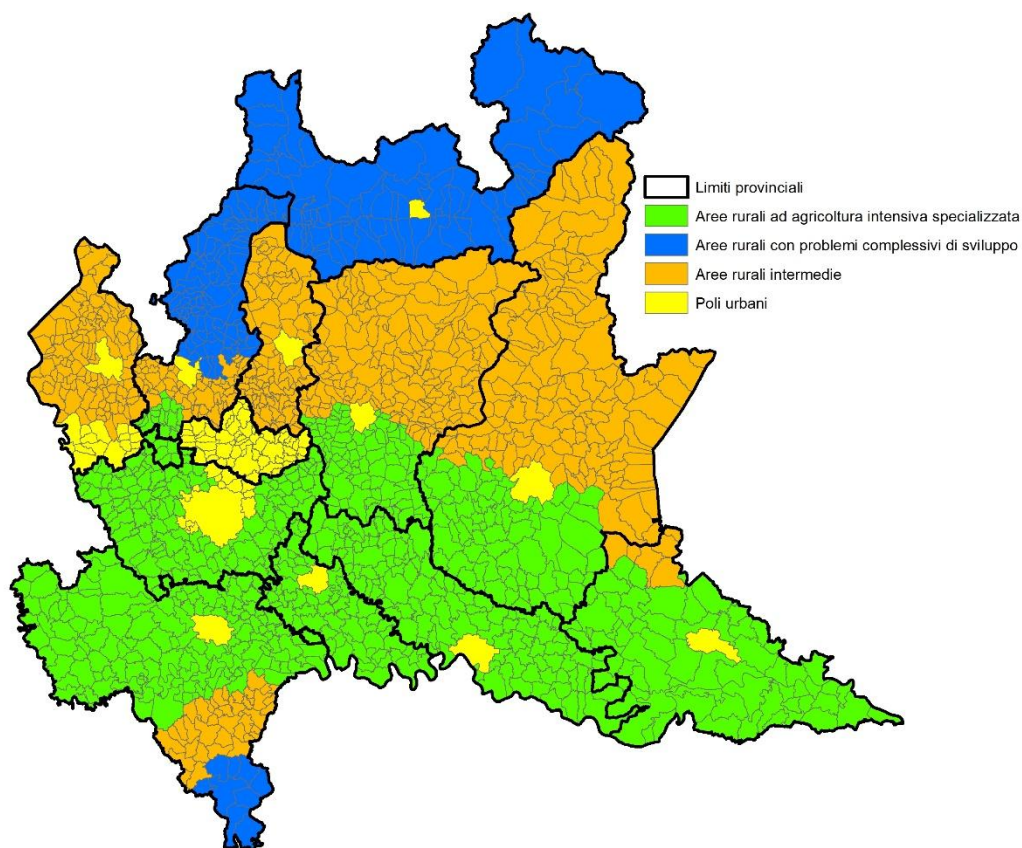 Limiti provinciali
Aree rurali ad agricoltura intensiva specializzata
Aree rurali con problemi complessivi di sviluppo
Aree rurali intermedie
Poli urbani